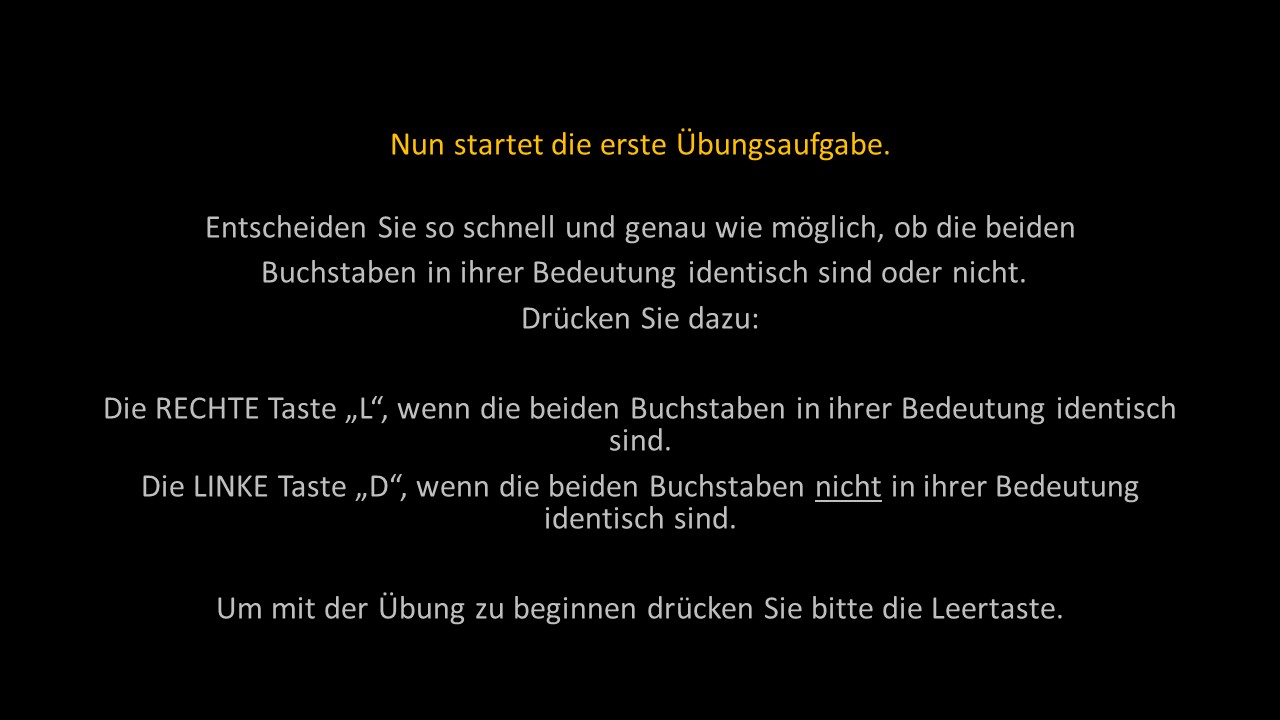 Nun startet die erste Übungsaufgabe.
Entscheiden Sie so schnell und genau wie möglich, ob die beiden
Buchstaben in ihrer Bedeutung identisch sind oder nicht.
Drücken Sie dazu:
Die RECHTE Taste „L“, wenn die beiden Buchstaben in ihrer Bedeutung identisch
sind.
Die LINKE Taste „D“, wenn die beiden Buchstaben nicht in ihrer Bedeutung
identisch sind.
Um mit der Übung zu beginnen drücken Sie bitte die Leertaste.